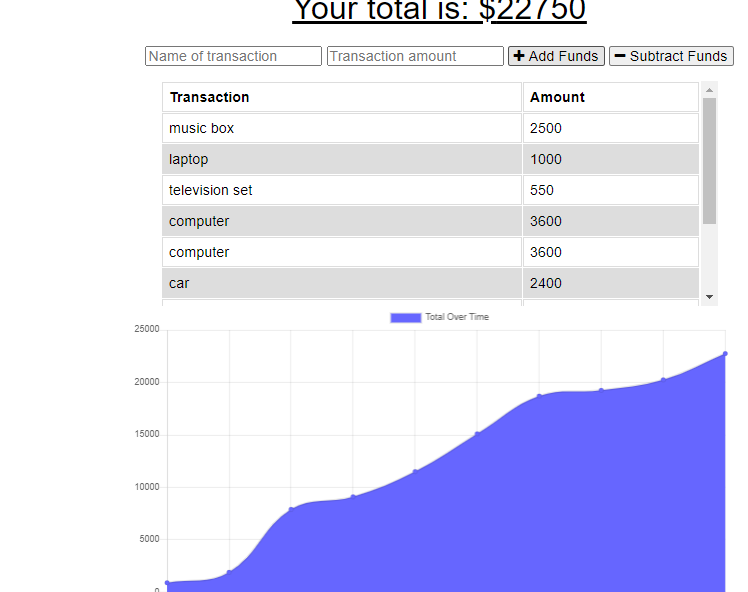 Your total is: $22750
Name of transaction Transaction amount + Add Funds − Subtract Funds
Transaction Amount
music box 2500
laptop 1000
television set 550
computer 3600
computer 3600
car 2400
Total Over Time
25000
20000
15000
10000
5000
0